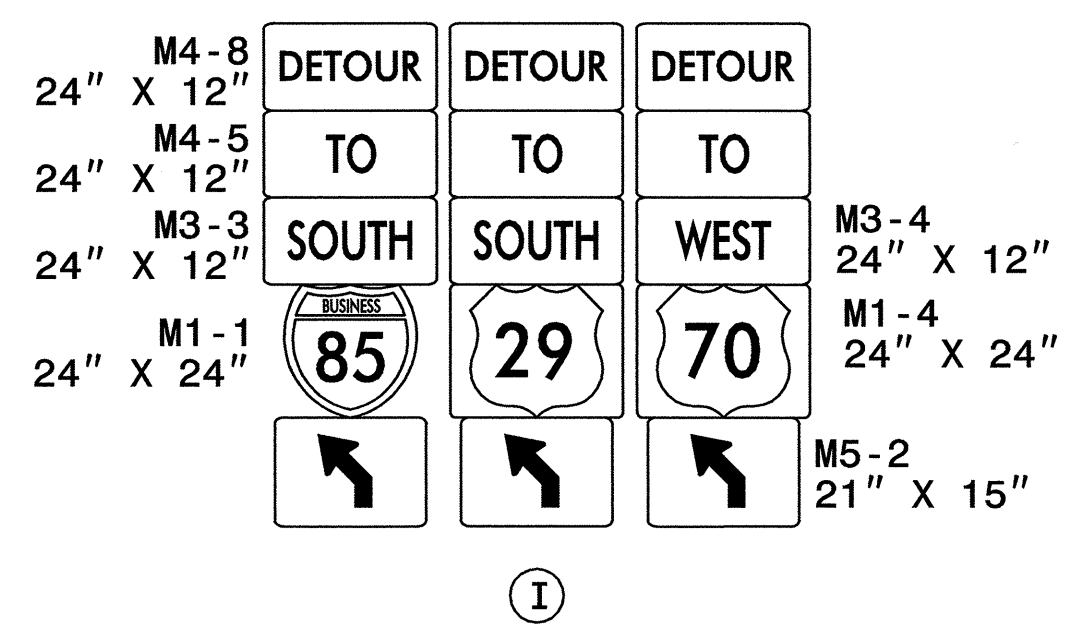 M4-8
24" X 12"
DETOUR DETOUR DETOUR
M4-5
24" X 12"
TO TO TO
M3-3
24" X 12"
SOUTH SOUTH WEST
M3-4
24" X 12"
M1-1
24" X 24"
BUSINESS
85 29 70
M1-4
24" X 24"
M5-2
21" X 15"
I